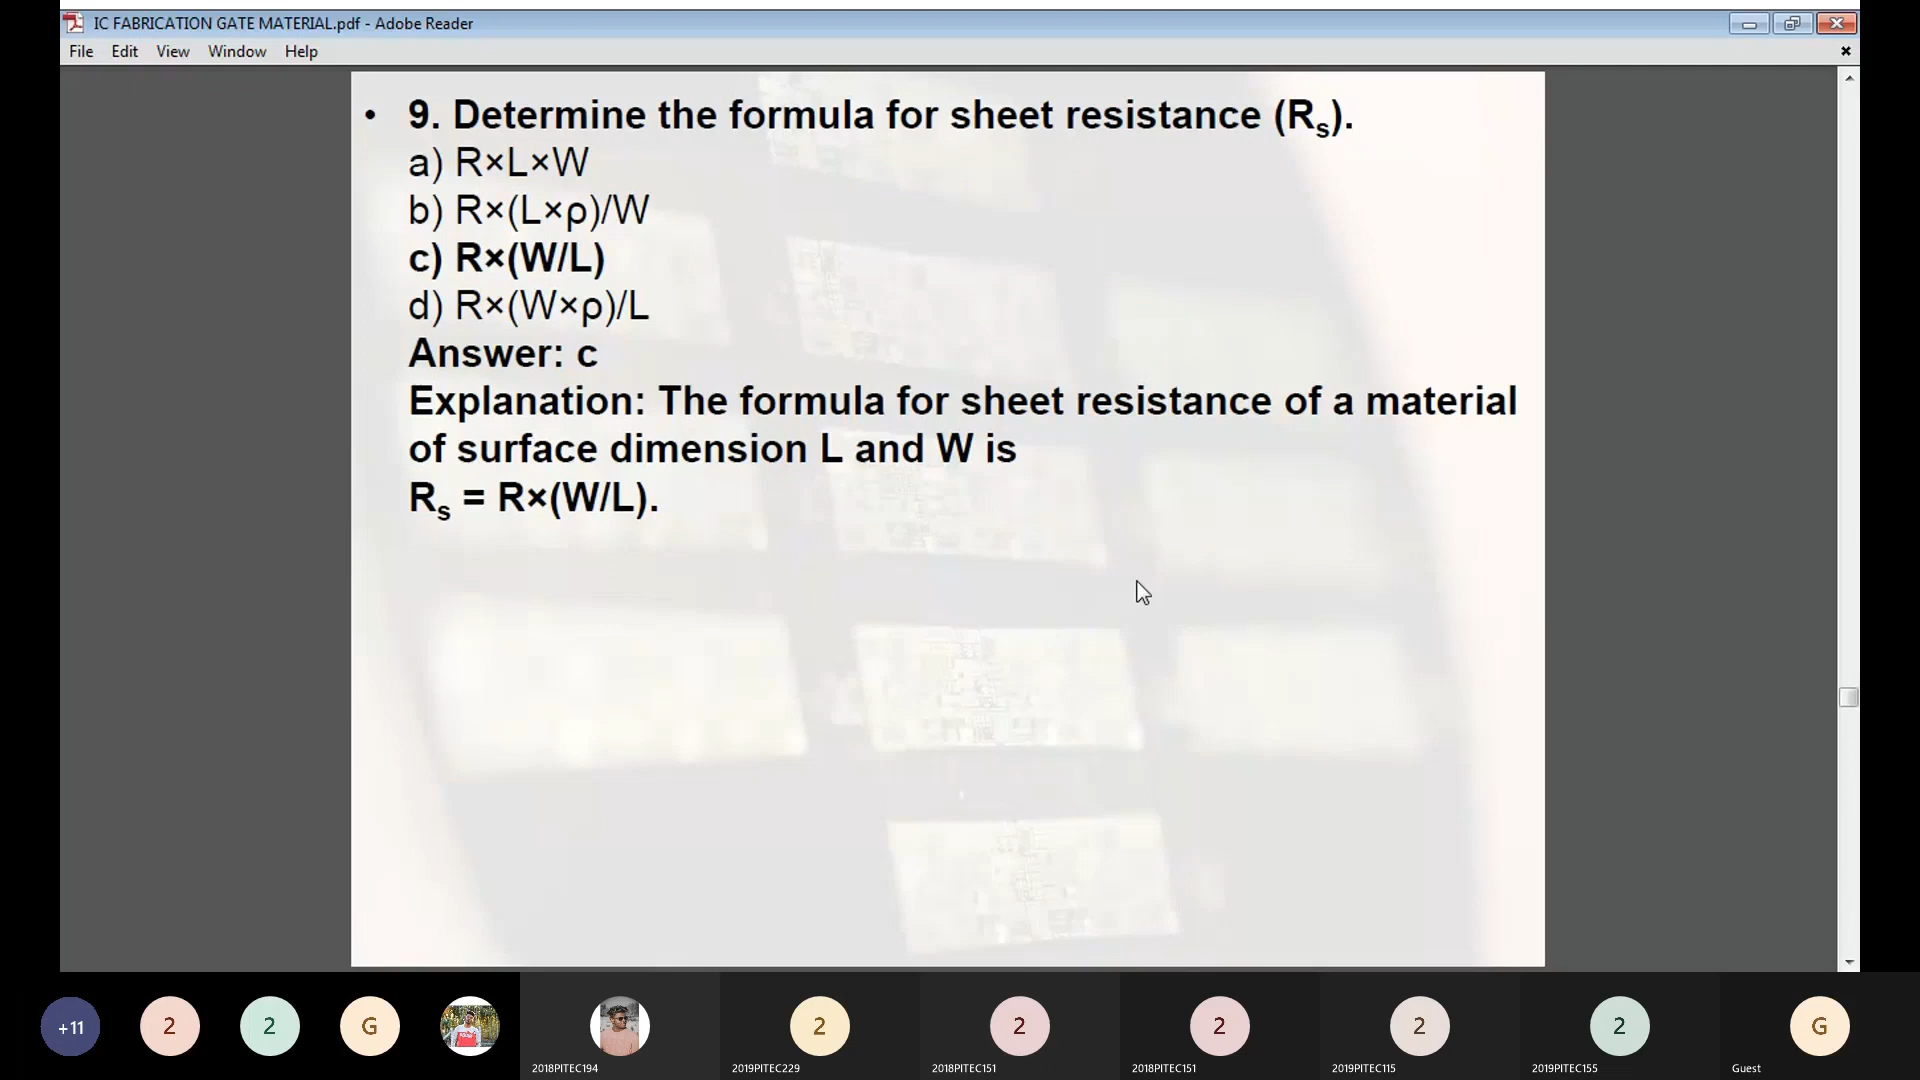 IC FABRICATION GATE MATERIAL.pdf - Adobe Reader
File Edit View Window Help
• 9. Determine the formula for sheet resistance (Rs).
a) R×L×W
b) R×(L×ρ)/W
c) R×(W/L)
d) R×(W×ρ)/L
Answer: c
Explanation: The formula for sheet resistance of a material
of surface dimension L and W is
Rs = R×(W/L).
+11 2 2 G 2 2 2 2 2 G
2018PITEC194 2019PITEC229 2018PITEC151 2018PITEC151 2019PITEC115 2019PITEC155 Guest